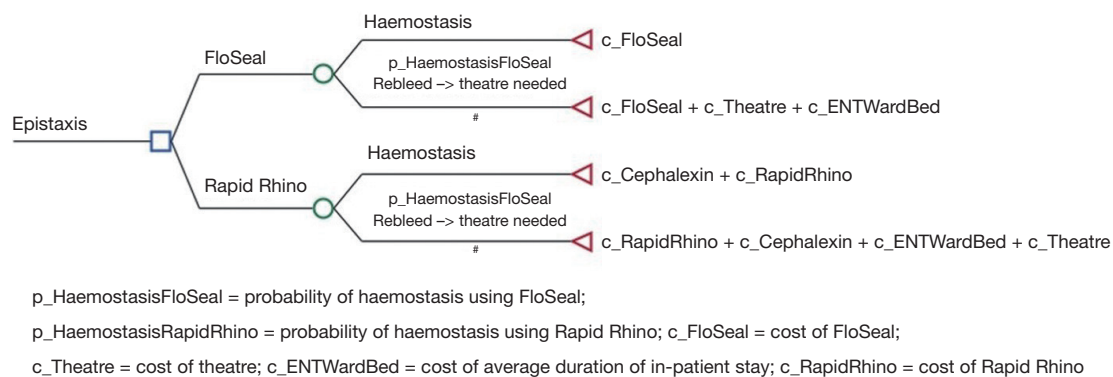 Haemostasis
c_FloSeal
FloSeal
p_HaemostasisFloSeal
Rebleed –> theatre needed
c_FloSeal + c_Theatre + c_ENTWardBed
#
Epistaxis
Haemostasis
c_Cephalexin + c_RapidRhino
Rapid Rhino
p_HaemostasisFloSeal
Rebleed –> theatre needed
c_RapidRhino + c_Cephalexin + c_ENTWardBed + c_Theatre
#
p_HaemostasisFloSeal = probability of haemostasis using FloSeal;
p_HaemostasisRapidRhino = probability of haemostasis using Rapid Rhino; c_FloSeal = cost of FloSeal;
c_Theatre = cost of theatre; c_ENTWardBed = cost of average duration of in-patient stay; c_RapidRhino = cost of Rapid Rhino